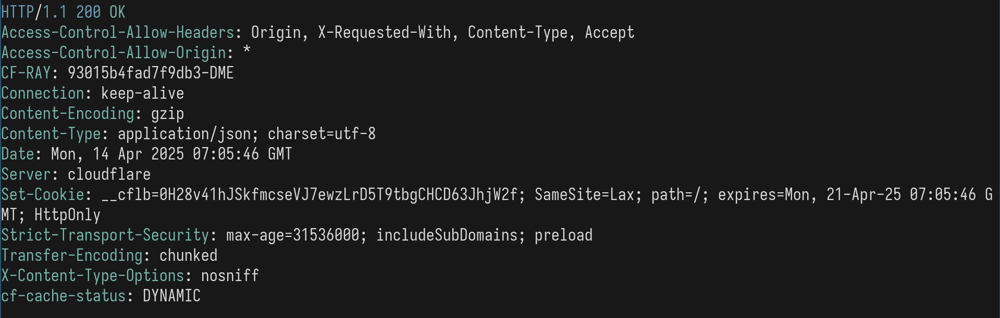 HTTP/1.1 200 OK
Access-Control-Allow-Headers: Origin, X-Requested-With, Content-Type, Accept
Access-Control-Allow-Origin: *
CF-RAY: 93015b4fad7f9db3-DME
Connection: keep-alive
Content-Encoding: gzip
Content-Type: application/json; charset=utf-8
Date: Mon, 14 Apr 2025 07:05:46 GMT
Server: cloudflare
Set-Cookie: __cflb=0H28v41hJSkfmcseVJ7ewzLrD5T9tbgCHCD63JhjW2f; SameSite=Lax; path=/; expires=Mon, 21-Apr-25 07:05:46 G
MT; HttpOnly
Strict-Transport-Security: max-age=31536000; includeSubDomains; preload
Transfer-Encoding: chunked
X-Content-Type-Options: nosniff
cf-cache-status: DYNAMIC